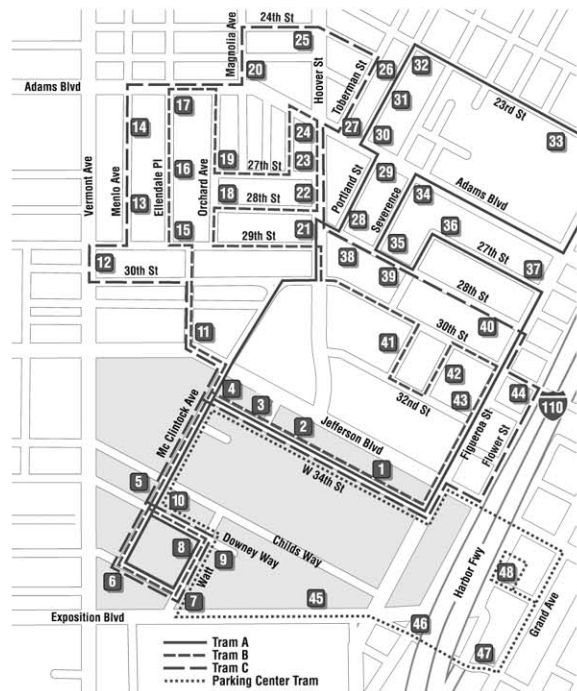 24th St
Magnolia Ave
25
Hoover St
20
Toberman St
26
32
Adams Blvd
31
23rd St
17
14
24
27
30
33
23
19
27th St
29
16
Vermont Ave
Menlo Ave
Ellendale Pl
Orchard Ave
Portland St
Severence
Adams Blvd
34
18
28th St
22
13
28
36
15
29th St
21
35
27th St
12
38
37
30th St
39
28th St
40
30th St
11
41
42
44
110
4
3
32nd St
43
Mc Clintock Ave
2
Jefferson Blvd
Figueroa St
Flower St
1
W 34th St
5
10
8
Downey Way
Childs Way
9
Watt
Harbor Fwy
48
6
7
45
Grand Ave
Exposition Blvd
46
47
Tram A
Tram B
Tram C
Parking Center Tram